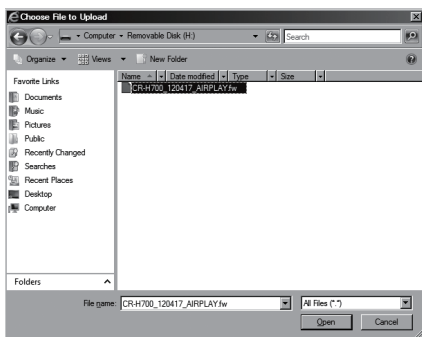 Choose File to Upload
Computer Removable Disk (H:) Search
Organize Views New Folder
Favorite Links
Documents
Music
Pictures
Public
Recently Changed
Searches
Recent Places
Desktop
Computer
Folders
Name Date modified Type Size
CR-H700_120417_AIRPLAY.fw
File name: CR-H700_120417_AIRPLAY.fw All Files (*.*)
Open Cancel